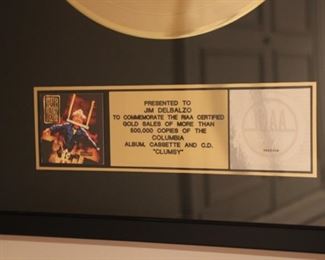 PRESENTED TO
JIM DELBALZO
TO COMMEMORATE THE RIAA CERTIFIED
GOLD SALES OF MORE THAN
500,000 COPIES OF THE
COLUMBIA
ALBUM, CASSETTE AND C.D.
"CLUMSY"